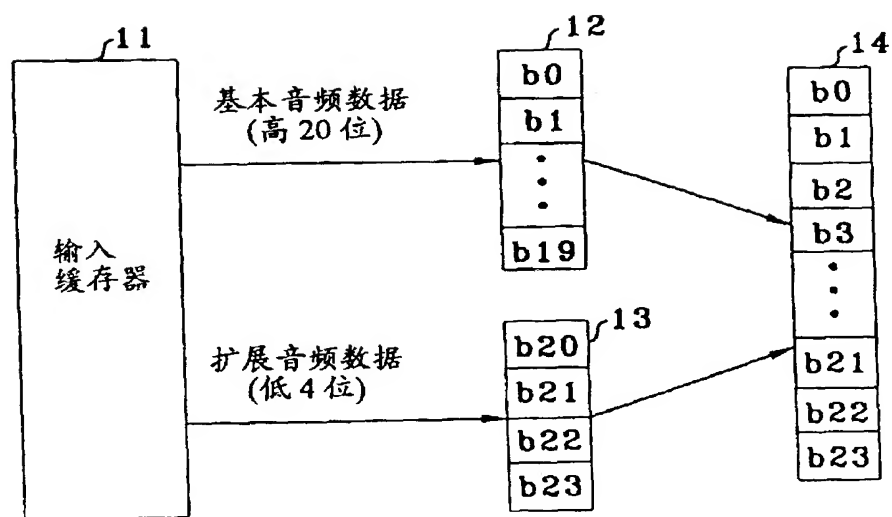 11
输入
缓存器
基本音频数据
(高 20 位)
扩展音频数据
(低 4 位)
12
b0
b1
b19
13
b20
b21
b22
b23
14
b0
b1
b2
b3
b21
b22
b23